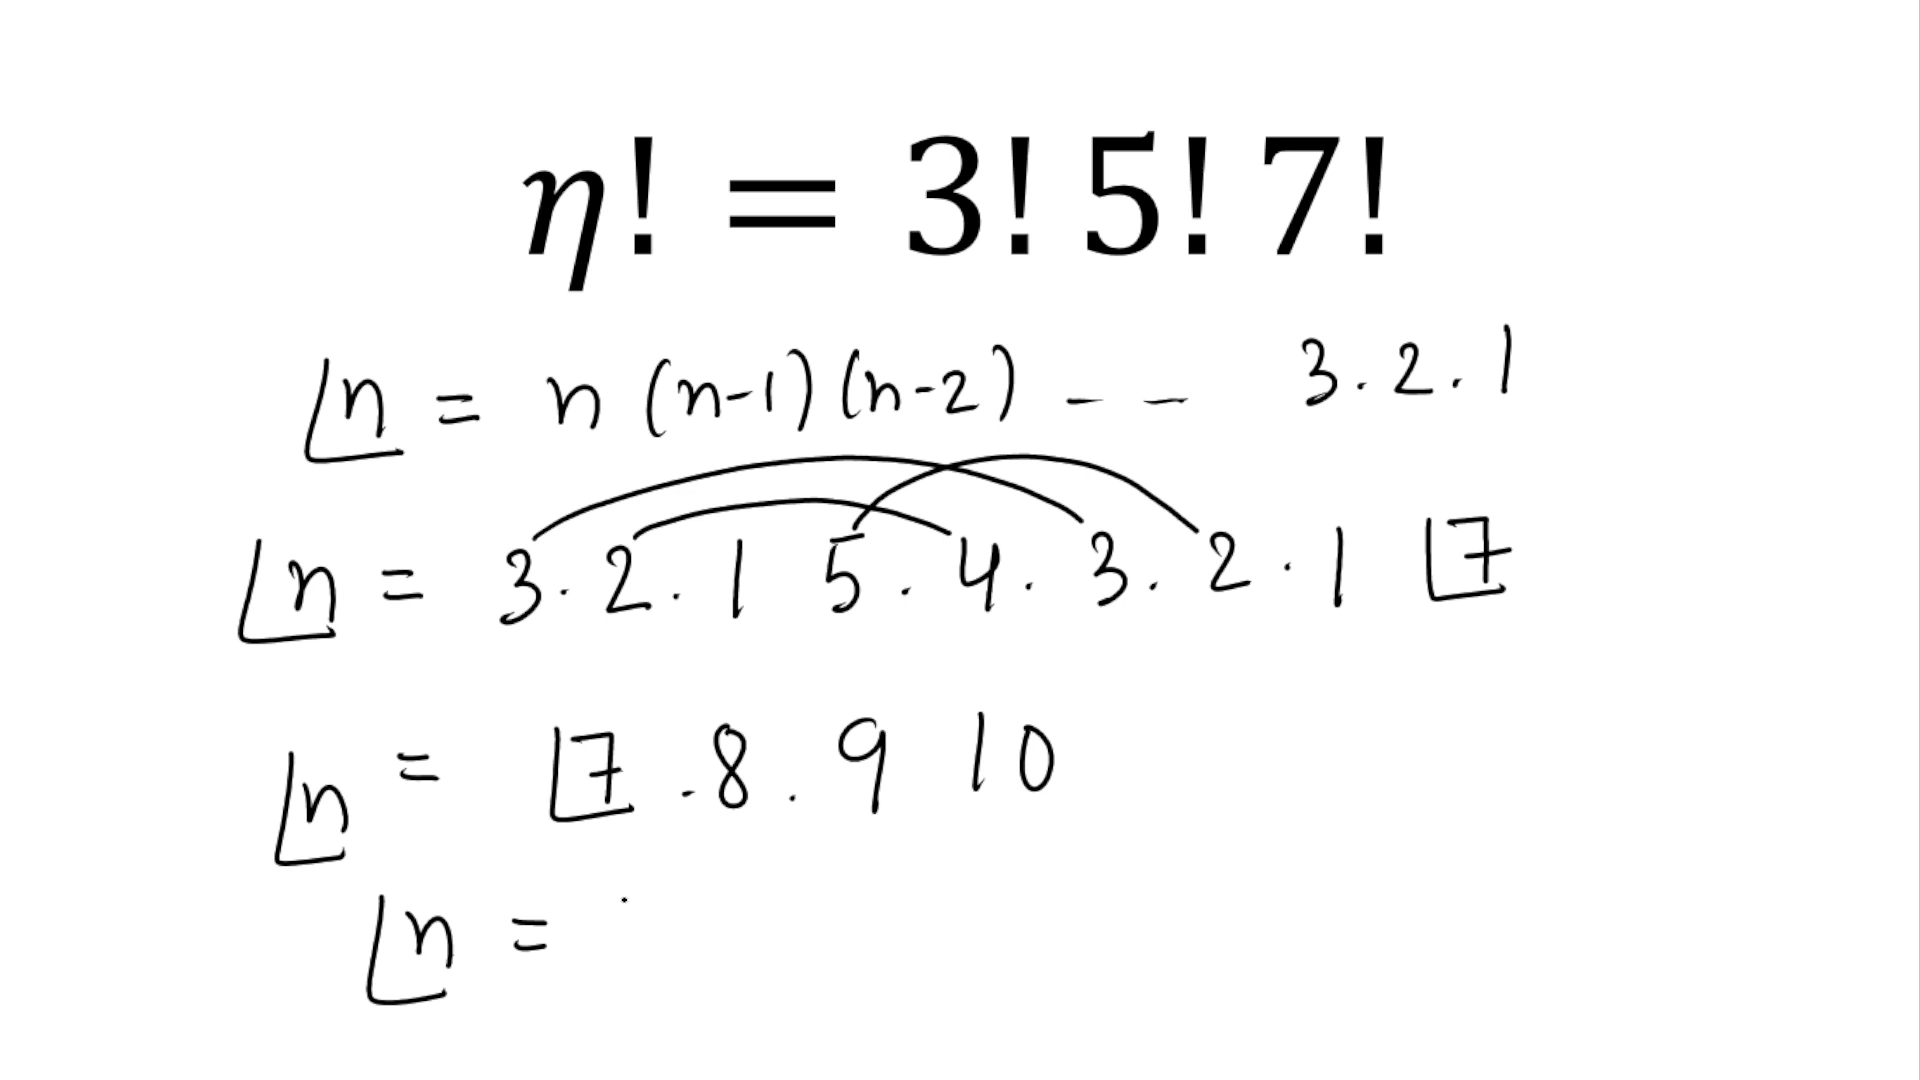 η! = 3! 5! 7!
⌊n = n (n-1) (n-2) - - 3.2.1
⌊n = 3.2.1 5.4.3.2.1 ⌊7
⌊n = ⌊7 .8.9 10
⌊n =